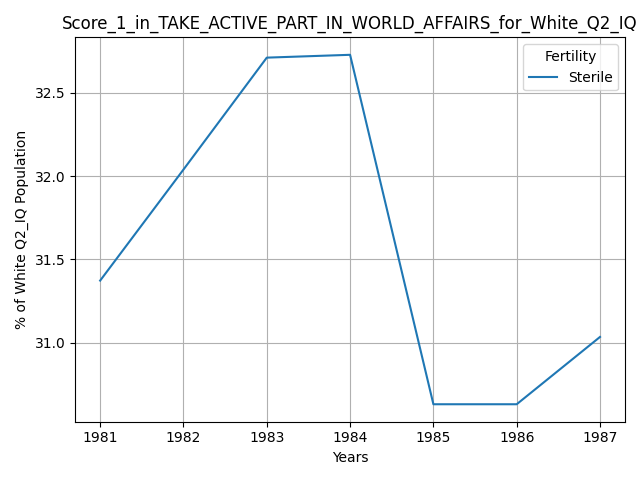 Score_1_in_TAKE_ACTIVE_PART_IN_WORLD_AFFAIRS_for_White_Q2_IQ
Fertility
Sterile
% of White Q2_IQ Population
32.5
32.0
31.5
31.0
1981 1982 1983 1984 1985 1986 1987
Years